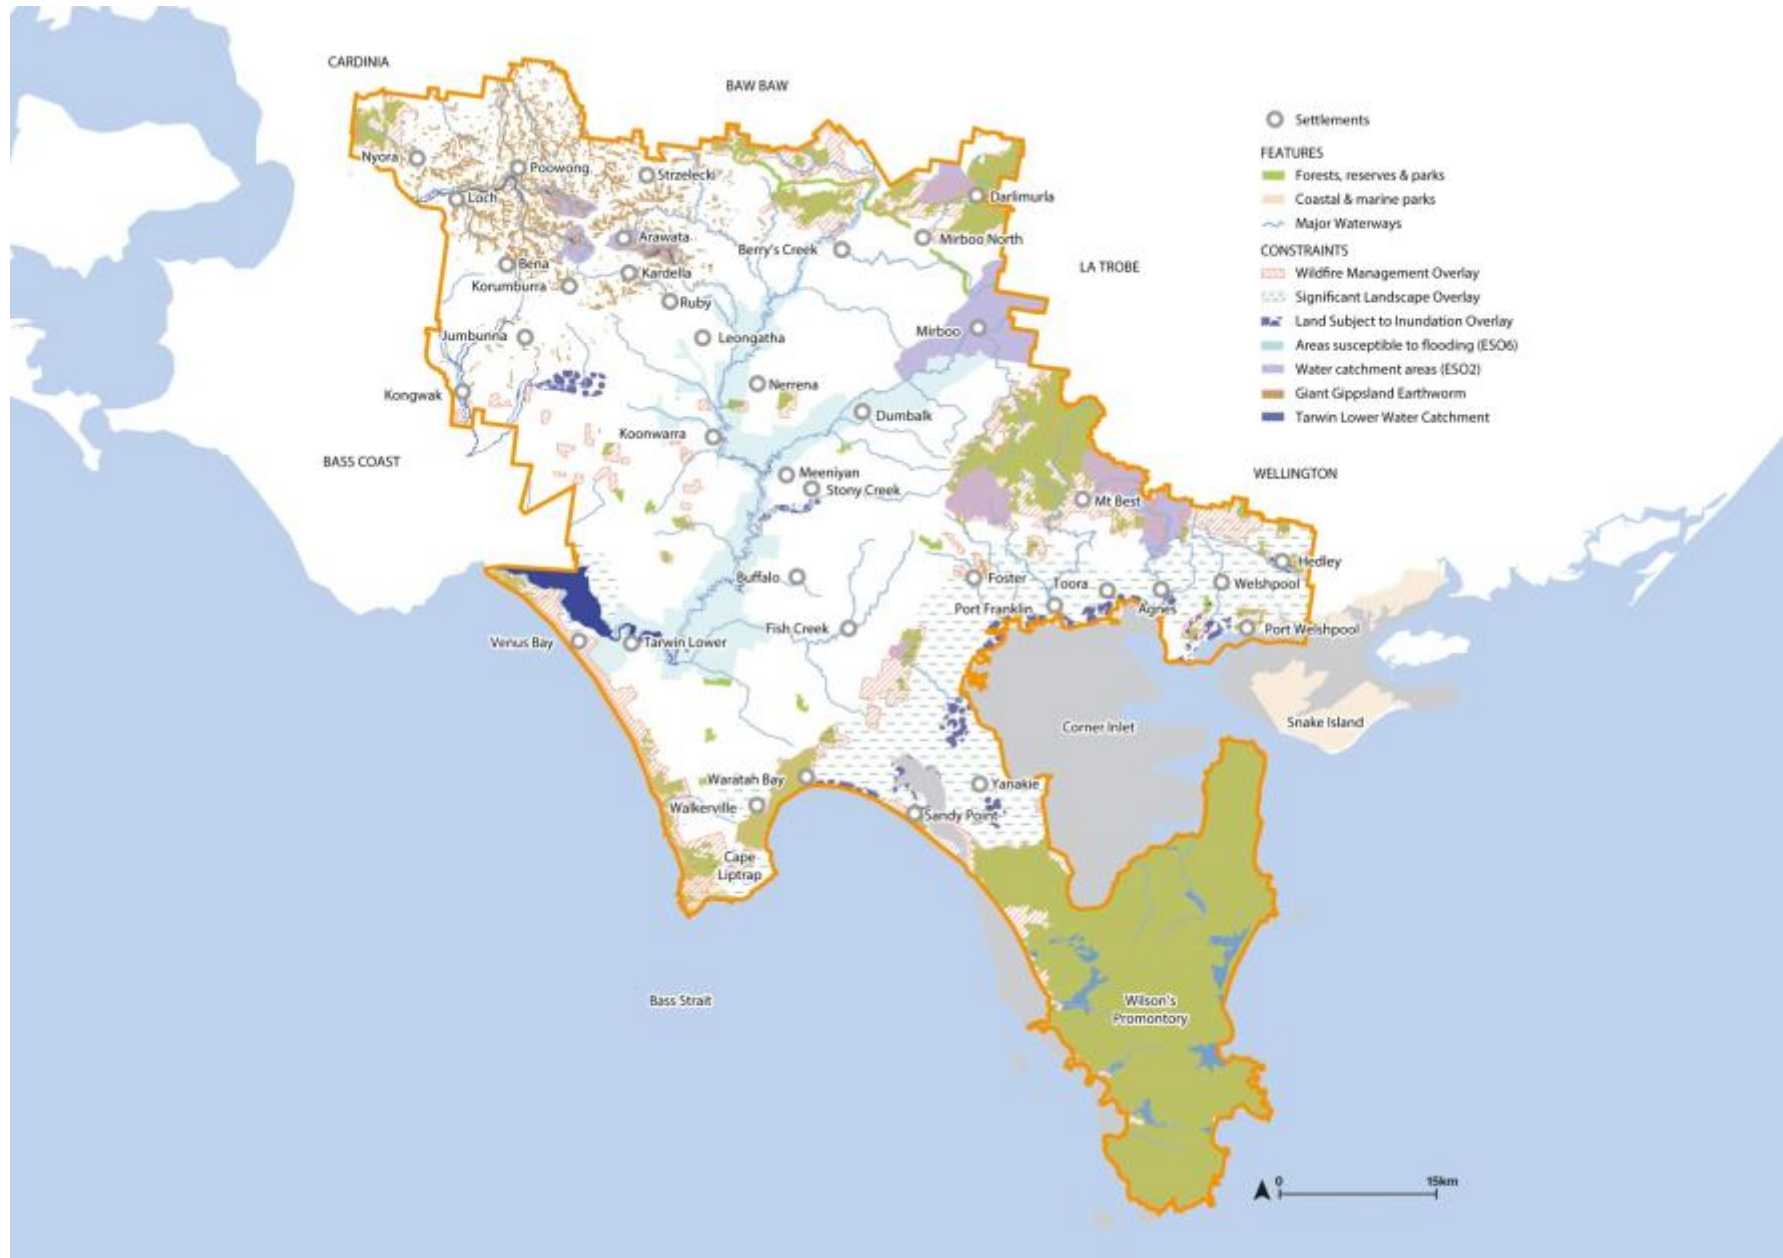 CARDINIA
BAW BAW
Settlements
FEATURES
Nyora
Poowong
Strzelecki
Forests, reserves & parks
Loch
Darlimurla
Coastal & marine parks
Major Waterways
Arawata
Berry's Creek
Mirboo North
CONSTRAINTS
Bena
Kardella
LA TROBE
Wildfire Management Overlay
Korumburra
Ruby
Significant Landscape Overlay
Jumbunna
Leongatha
Mirboo
Land Subject to Inundation Overlay
Areas susceptible to flooding (ESO6)
Nerrena
Water catchment areas (ESO2)
Kongwak
Giant Gippsland Earthworm
Dumbalk
Tarwin Lower Water Catchment
Koonwarra
BASS COAST
Meeniyan
WELLINGTON
Stony Creek
Mt Best
Hedley
Buffalo
Foster
Toora
Welshpool
Port Franklin
Agnes
Fish Creek
Port Welshpool
Venus Bay
Tarwin Lower
Corner Inlet
Snake Island
Waratah Bay
Yanakie
Walkerville
Sandy Point
Cape
Liptrap
Bass Strait
Wilson's
Promontory
0 15km